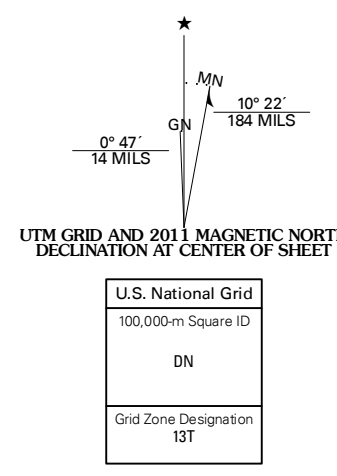 ★
MN
GN
10° 22´
184 MILS
0° 47´
14 MILS
UTM GRID AND 2011 MAGNETIC NORT
DECLINATION AT CENTER OF SHEET
U.S. National Grid
100,000-m Square ID
DN
Grid Zone Designation
13T